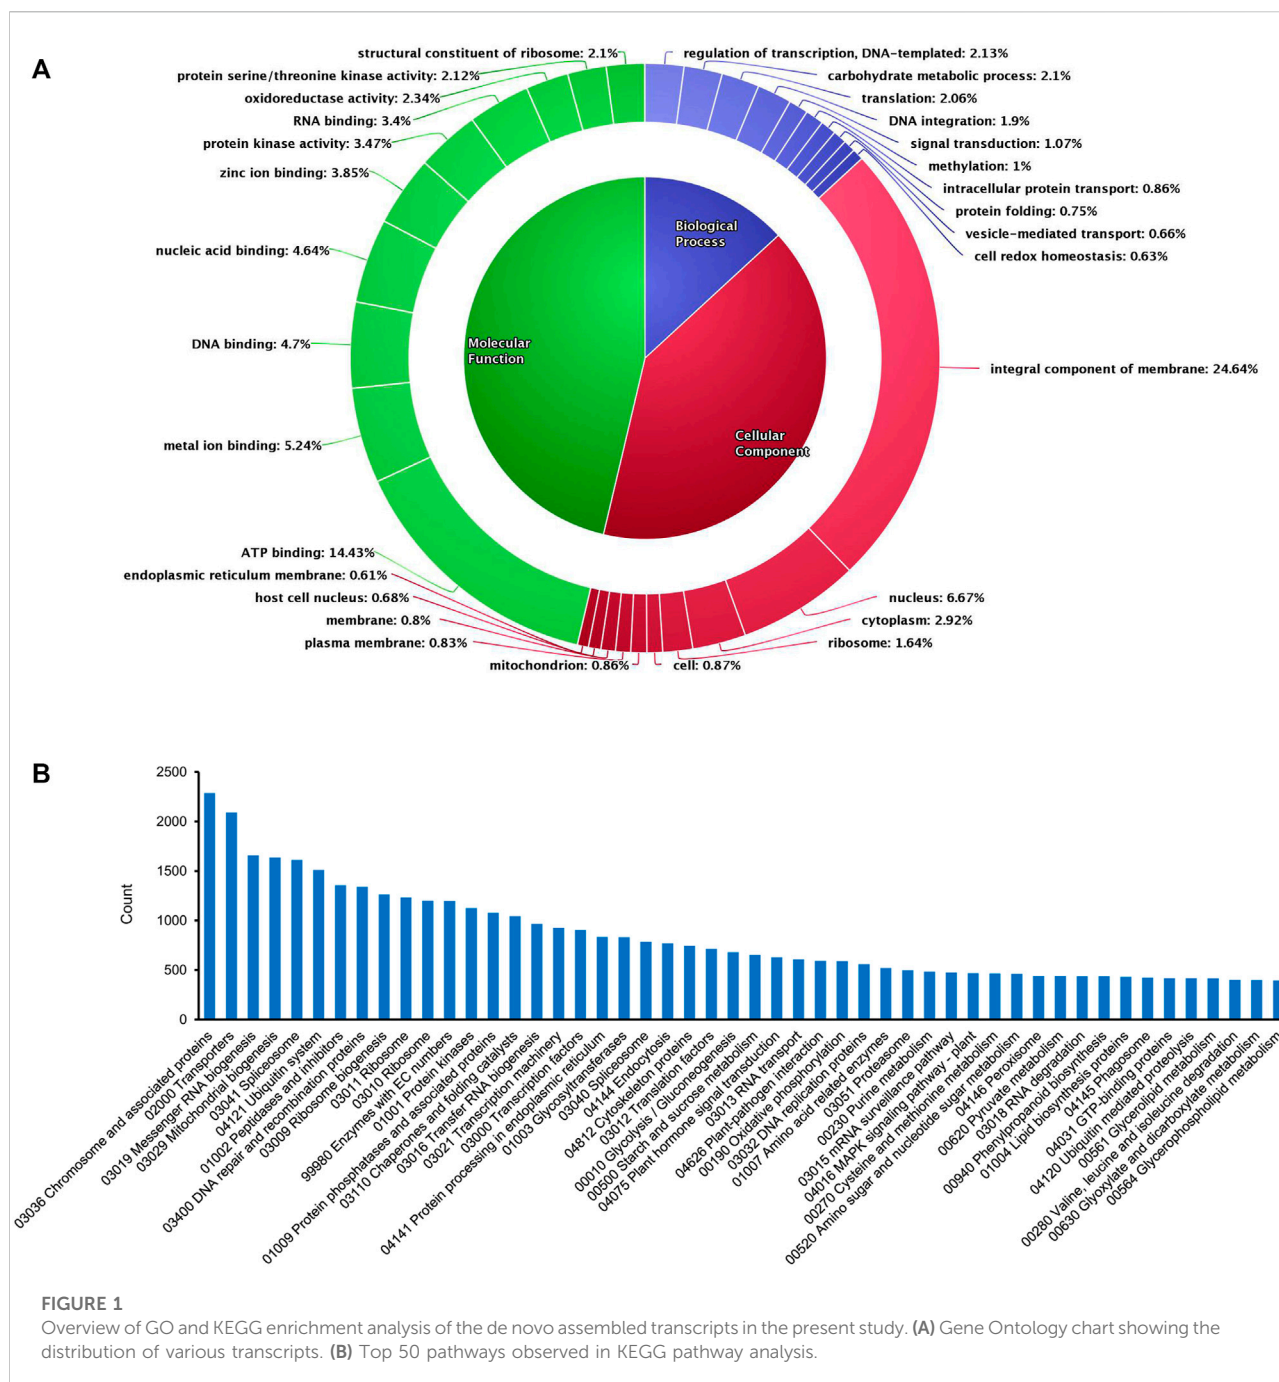 A
structural constituent of ribosome: 2.1%
protein serine/threonine kinase activity: 2.12%
oxidoreductase activity: 2.34%
RNA binding: 3.4%
protein kinase activity: 3.47%
zinc ion binding: 3.85%
nucleic acid binding: 4.64%
DNA binding: 4.7%
metal ion binding: 5.24%
ATP binding: 14.43%
endoplasmic reticulum membrane: 0.61%
host cell nucleus: 0.68%
membrane: 0.8%
plasma membrane: 0.83%
mitochondrion: 0.86%
regulation of transcription, DNA-templated: 2.13%
carbohydrate metabolic process: 2.1%
translation: 2.06%
DNA integration: 1.9%
signal transduction: 1.07%
methylation: 1%
intracellular protein transport: 0.86%
protein folding: 0.75%
vesicle-mediated transport: 0.66%
cell redox homeostasis: 0.63%
integral component of membrane: 24.64%
nucleus: 6.67%
cytoplasm: 2.92%
ribosome: 1.64%
cell: 0.87%
Biological
Process
Molecular
Function
Cellular
Component
B
2500
2000
1500
1000
500
0
Count
03036 Chromosome and associated proteins
02000 Transporters
03019 Messenger RNA biogenesis
03029 Mitochondrial biogenesis
03041 Spliceosome
04121 Ubiquitin system
01002 Peptidases and inhibitors
03400 DNA repair and recombination proteins
03009 Ribosome biogenesis
03011 Ribosome
03010 Ribosome
99980 Enzymes with EC numbers
01001 Protein kinases
01009 Protein phosphatases and associated proteins
03110 Chaperones and folding catalysts
03016 Transfer RNA biogenesis
03021 Transcription machinery
03000 Transcription factors
04141 Protein processing in endoplasmic reticulum
01003 Glycosyltransferases
03040 Spliceosome
04144 Endocytosis
04812 Cytoskeleton proteins
03012 Translation factors
00010 Glycolysis / Gluconeogenesis
00500 Starch and sucrose metabolism
04075 Plant hormone signal transduction
03013 RNA transport
04626 Plant-pathogen interaction
00190 Oxidative phosphorylation
03032 DNA replication proteins
01007 Amino acid related enzymes
03051 Proteasome
00230 Purine metabolism
03015 mRNA surveillance pathway
04016 MAPK signaling pathway - plant
00270 Cysteine and methionine metabolism
00520 Amino sugar and nucleotide sugar metabolism
04146 Peroxisome
00620 Pyruvate metabolism
03018 RNA degradation
00940 Phenylpropanoid biosynthesis
01004 Lipid biosynthesis proteins
04145 Phagosome
04031 GTP-binding proteins
04120 Ubiquitin mediated proteolysis
00561 Glycerolipid metabolism
00280 Valine, leucine and isoleucine degradation
00630 Glyoxylate and dicarboxylate metabolism
00564 Glycerophospholipid metabolism
FIGURE 1
Overview of GO and KEGG enrichment analysis of the de novo assembled transcripts in the present study. (A) Gene Ontology chart showing the
distribution of various transcripts. (B) Top 50 pathways observed in KEGG pathway analysis.